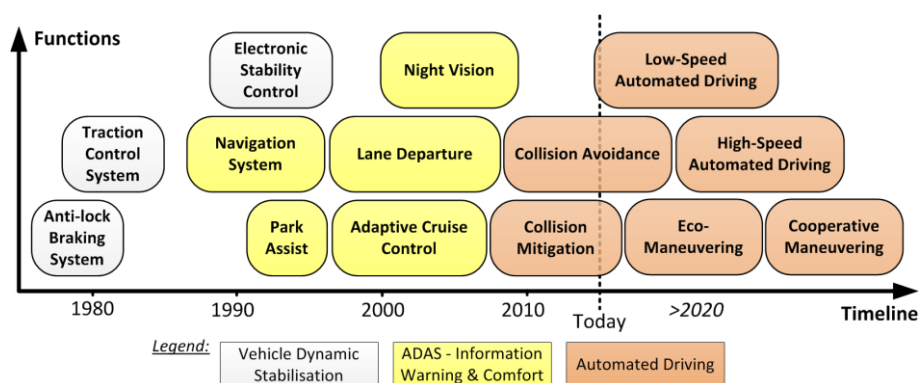 Functions
Electronic
Stability
Control
Night Vision
Low-Speed
Automated Driving
Traction
Control
System
Navigation
System
Lane Departure
Collision Avoidance
High-Speed
Automated Driving
Anti-lock
Braking
System
Park
Assist
Adaptive Cruise
Control
Collision
Mitigation
Eco-
Maneuvering
Cooperative
Maneuvering
1980
1990
2000
2010
Today
>2020
Timeline
Legend:
Vehicle Dynamic
Stabilisation
ADAS - Information
Warning & Comfort
Automated Driving